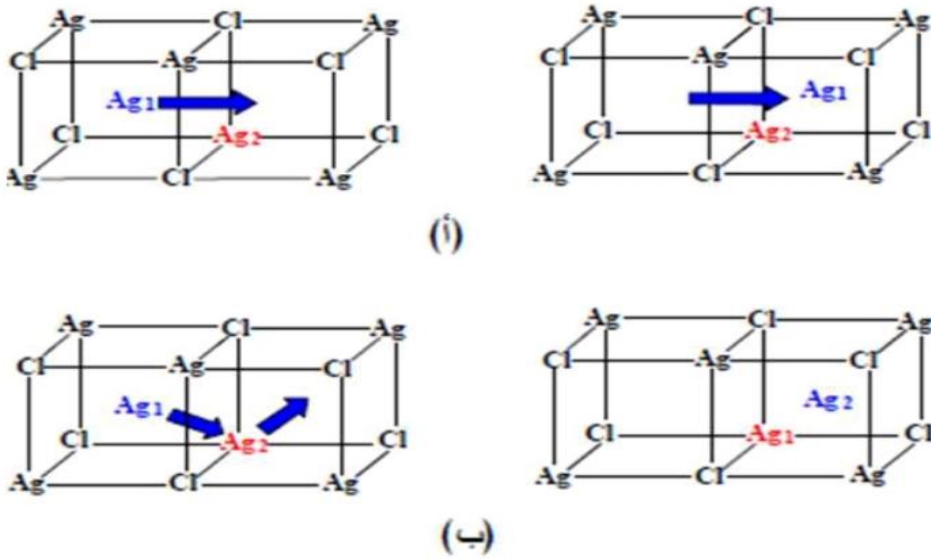 Ag Cl Ag Cl Ag
Cl Ag Cl Cl Ag Cl
Ag1 Ag1
Cl Ag2 Cl Cl Ag2 Cl
Ag Cl Ag Ag Cl Ag
(أ)
Ag Cl Ag Ag Cl Ag
Cl Ag Cl Cl Ag Cl
Ag1 Ag2
Cl Ag2 Cl Cl Ag1 Cl
Ag Cl Ag Ag Cl Ag
(ب)